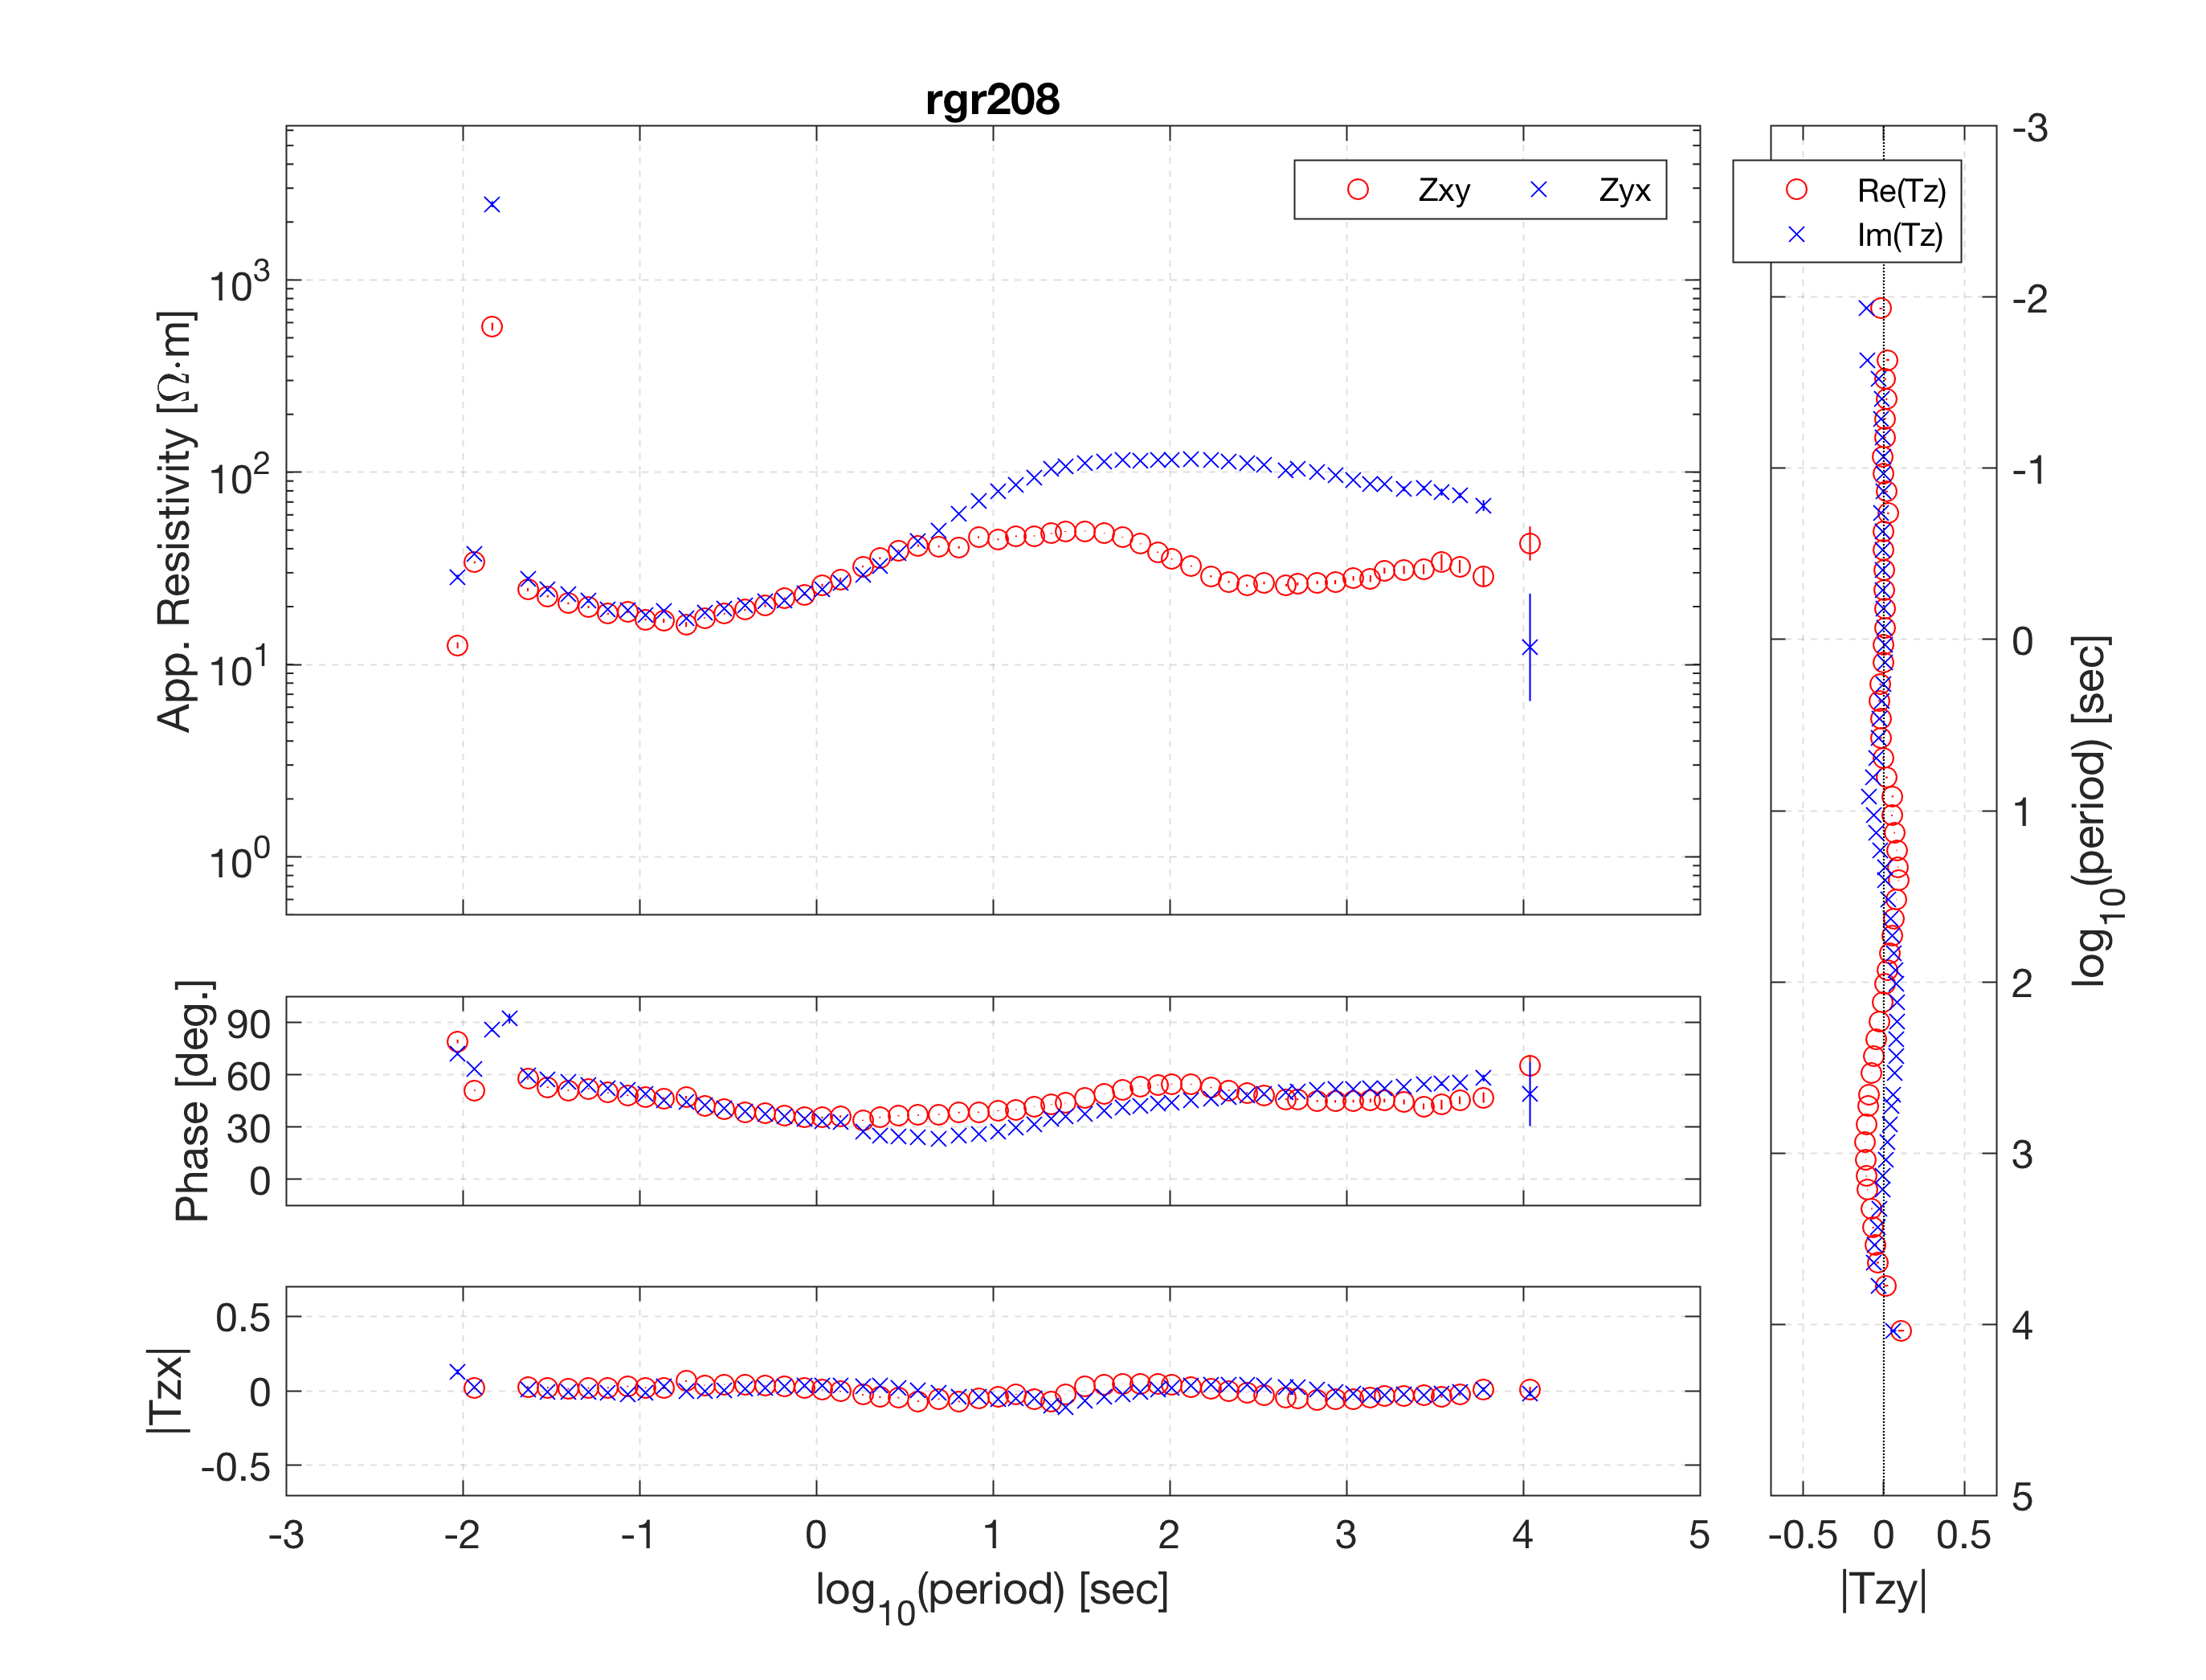 rgr208
Zxy
Zyx
App. Resistivity [Ω·m]
10^3
10^2
10^1
10^0
Phase [deg.]
90
60
30
0
|Tzx|
0.5
0
-0.5
-3 -2 -1 0 1 2 3 4 5
log_10(period) [sec]
Re(Tz)
Im(Tz)
-3
-2
-1
0
1
2
3
4
5
log_10(period) [sec]
-0.5 0 0.5
|Tzy|